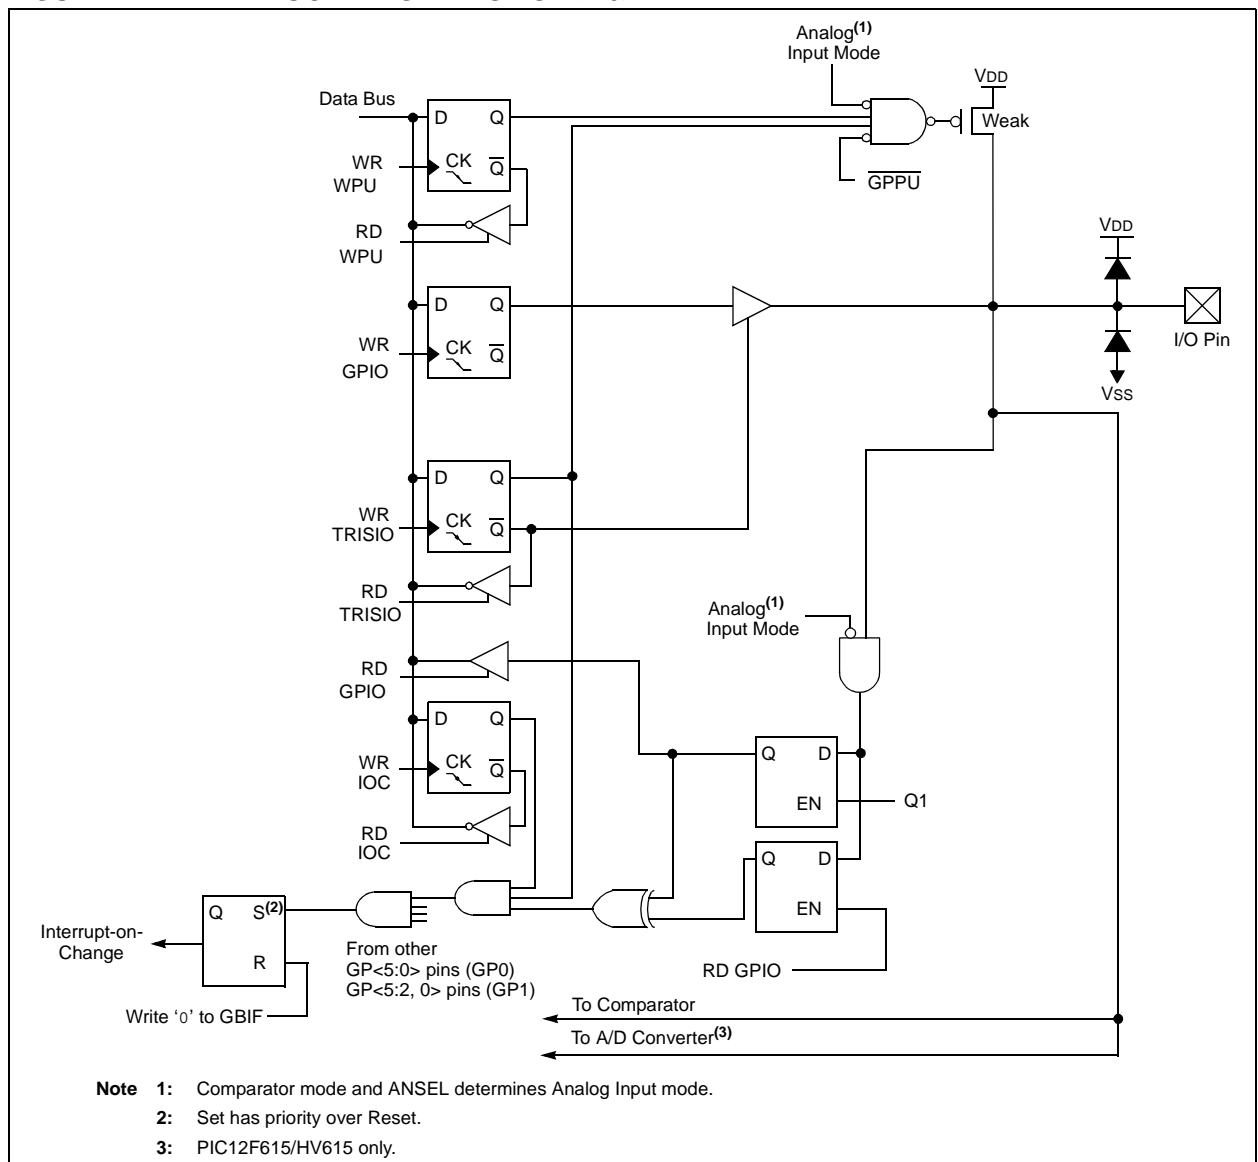 Analog(1)
Input Mode
VDD
Data Bus
D Q
Weak
WR
WPU
CK Q
GPPU
RD
WPU
VDD
D Q
WR
GPIO
CK Q
I/O Pin
VSS
D Q
WR
TRISIO
CK Q
RD
TRISIO
Analog(1)
Input Mode
RD
GPIO
D Q
WR
IOC
CK Q
Q D
EN
Q1
RD
IOC
Q D
EN
Q S(2)
R
Interrupt-on-
Change
From other
GP<5:0> pins (GP0)
GP<5:2, 0> pins (GP1)
RD GPIO
Write ‘0’ to GBIF
To Comparator
To A/D Converter(3)
Note 1: Comparator mode and ANSEL determines Analog Input mode.
2: Set has priority over Reset.
3: PIC12F615/HV615 only.